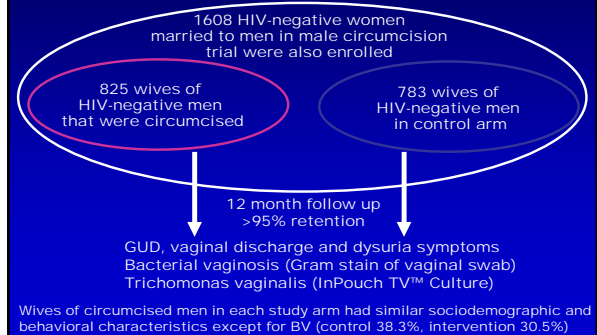 1608 HIV-negative women
married to men in male circumcision
trial were also enrolled
825 wives of
HIV-negative men
that were circumcised
783 wives of
HIV-negative men
in control arm
12 month follow up
>95% retention
GUD, vaginal discharge and dysuria symptoms
Bacterial vaginosis (Gram stain of vaginal swab)
Trichomonas vaginalis (InPouch TV™ Culture)
Wives of circumcised men in each study arm had similar sociodemographic and
behavioral characteristics except for BV (control 38.3%, intervention 30.5%)